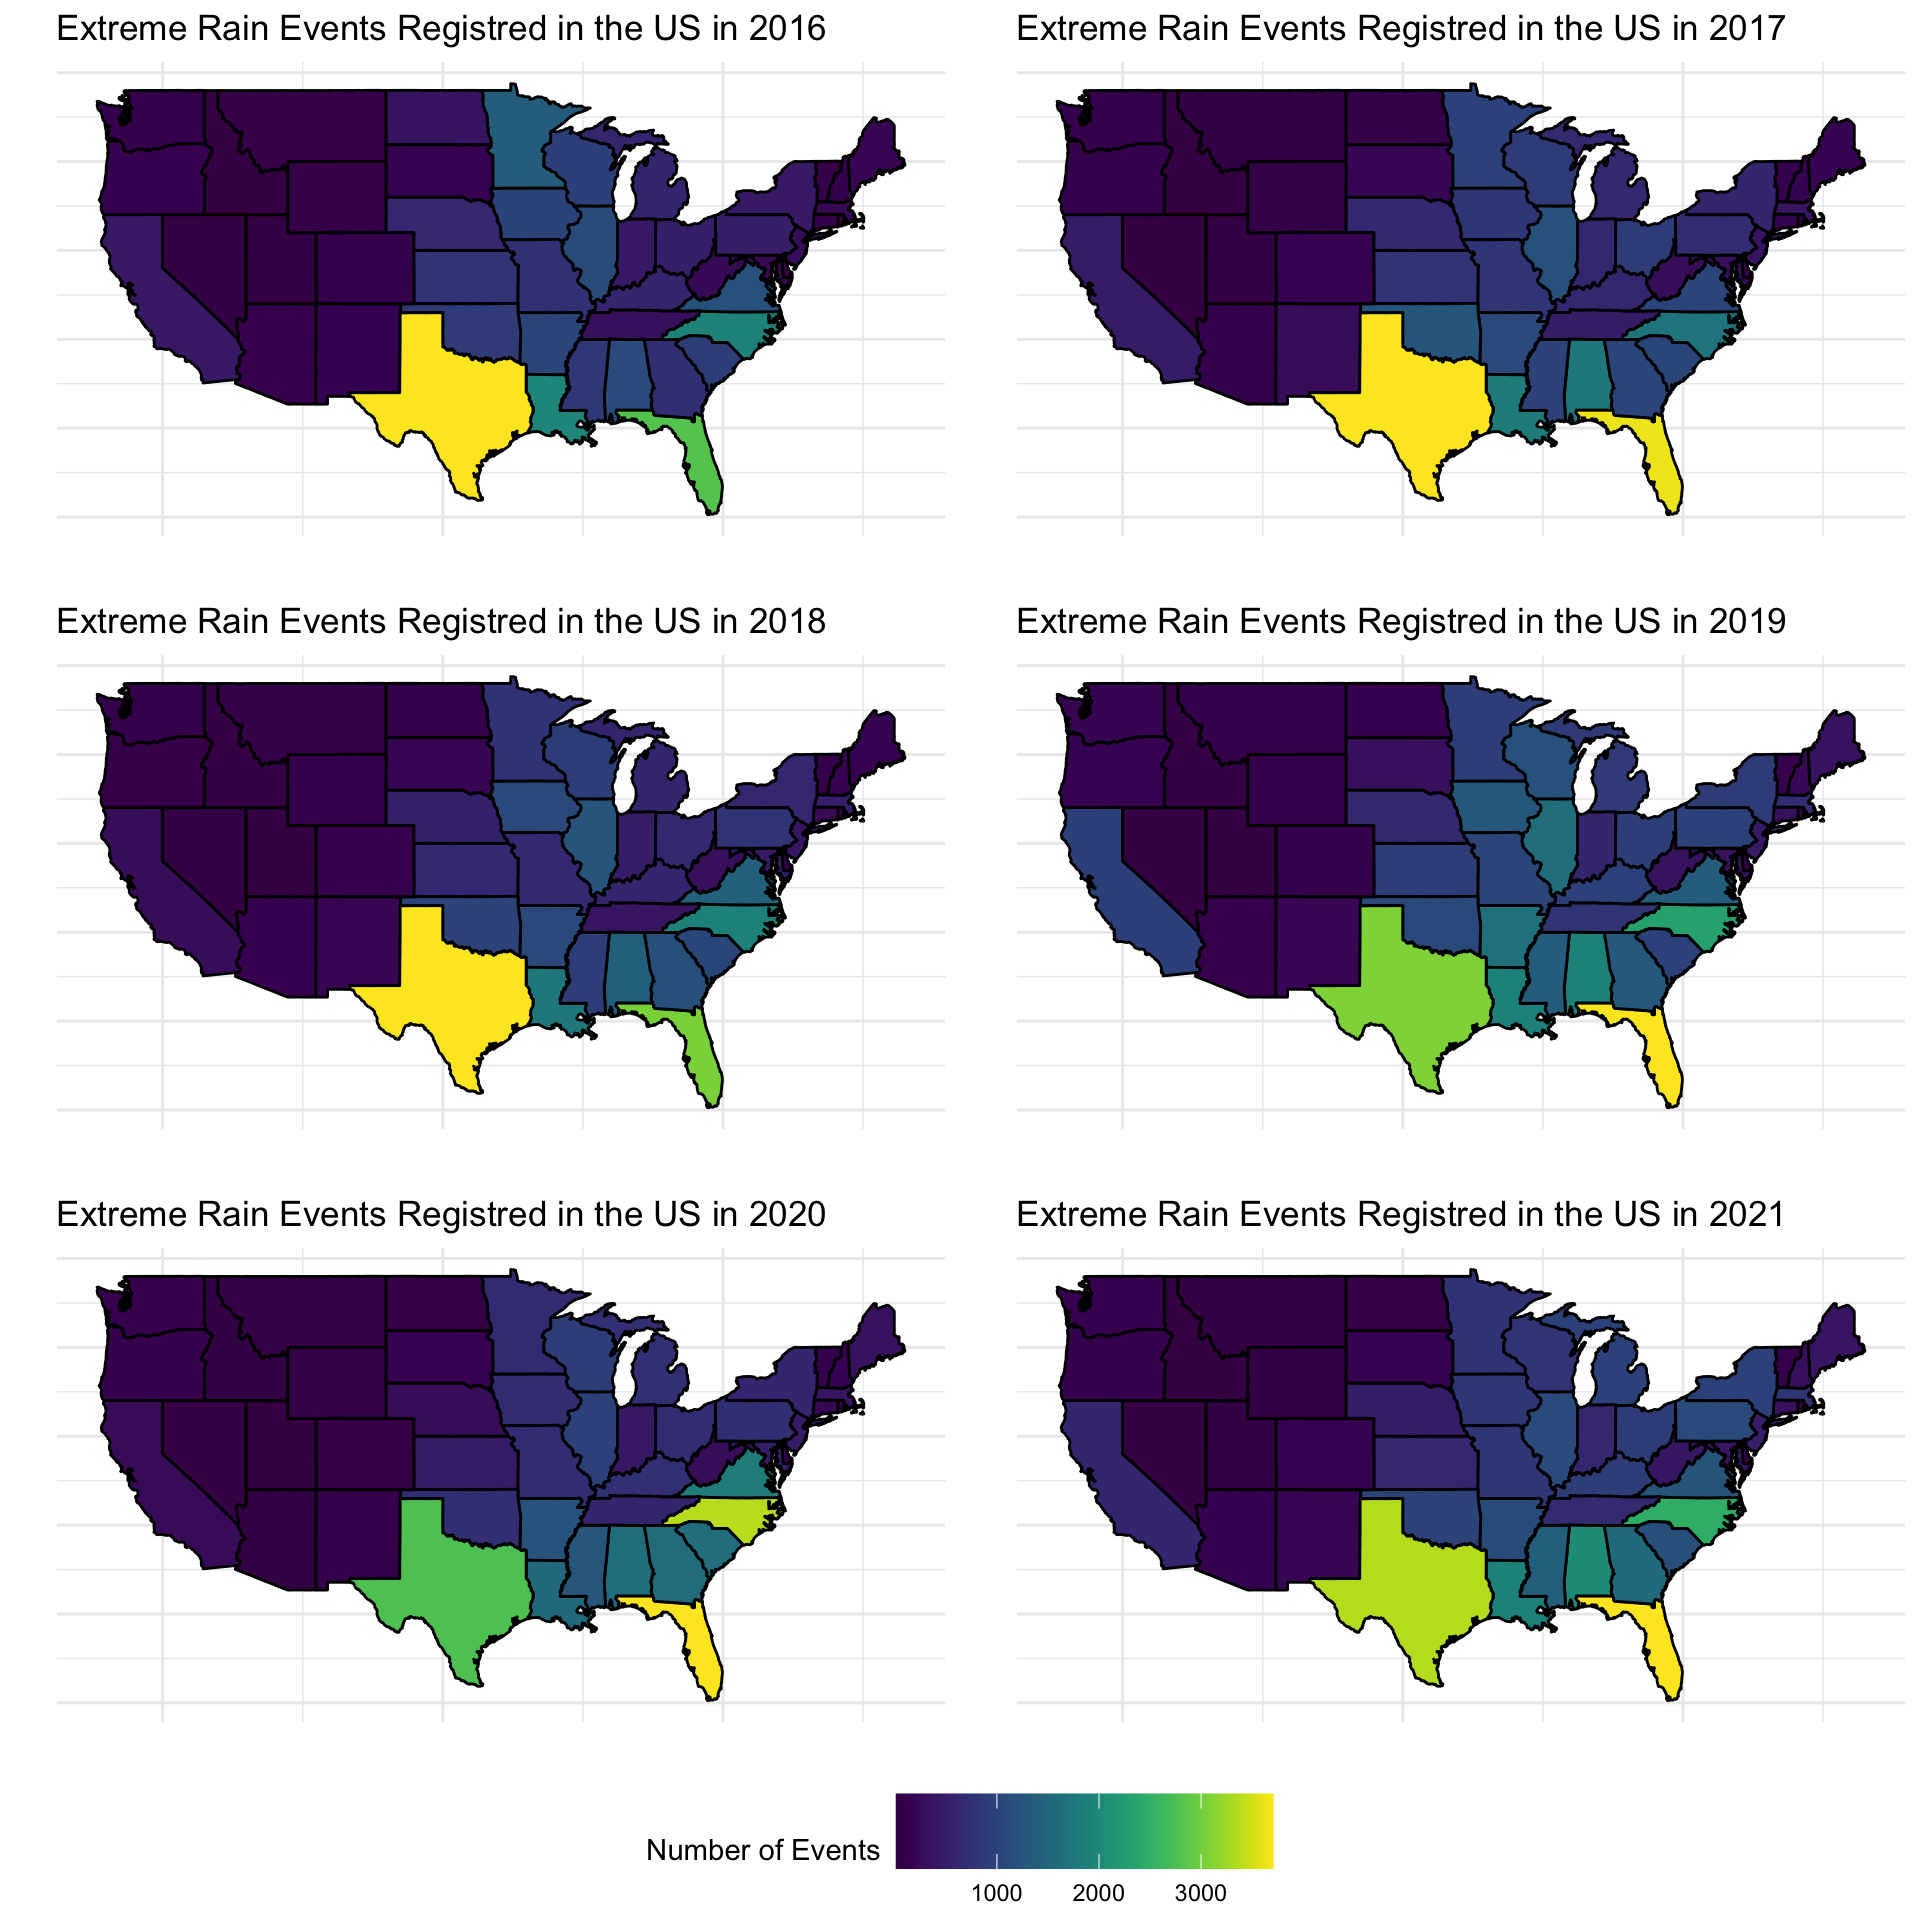 Extreme Rain Events Registred in the US in 2016
Extreme Rain Events Registred in the US in 2017
Extreme Rain Events Registred in the US in 2018
Extreme Rain Events Registred in the US in 2019
Extreme Rain Events Registred in the US in 2020
Extreme Rain Events Registred in the US in 2021
Number of Events
1000 2000 3000